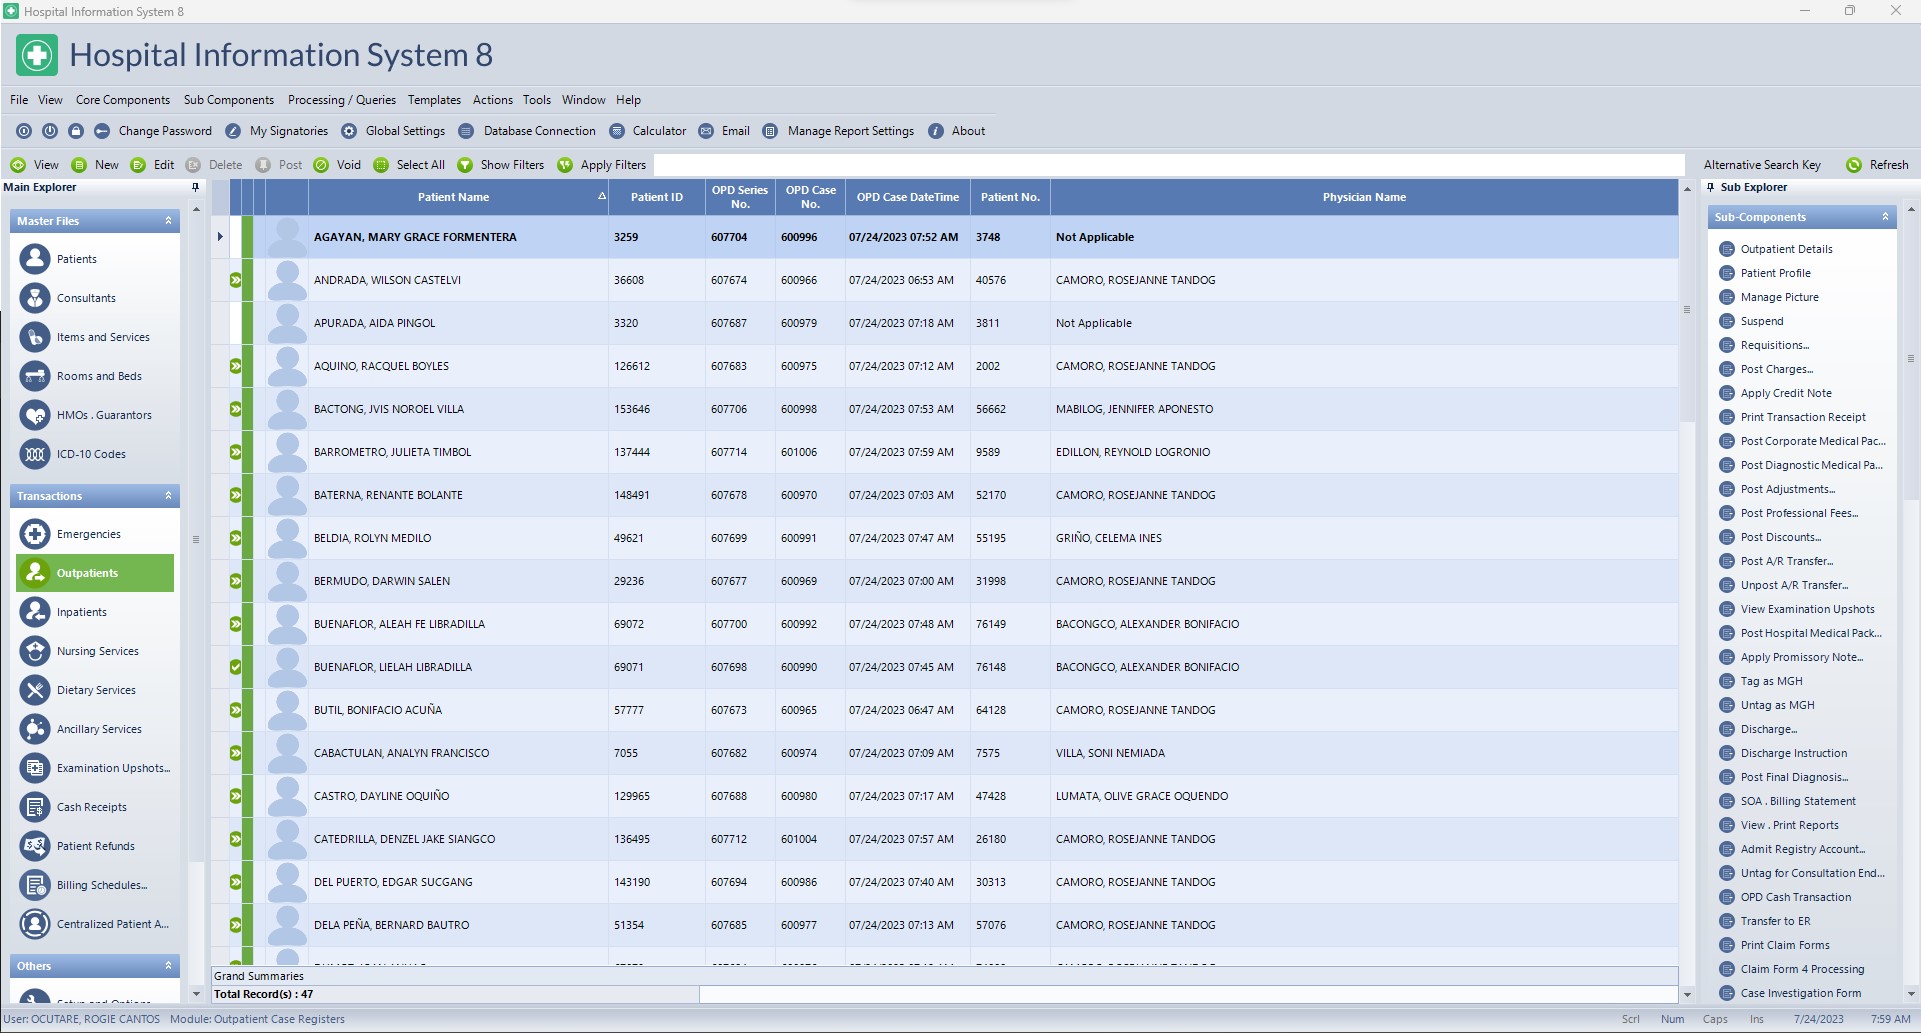 Hospital Information System 8
Hospital Information System 8
File View Core Components Sub Components Processing / Queries Templates Actions Tools Window Help
Change Password My Signatories Global Settings Database Connection Calculator Email Manage Report Settings About
View New Edit Delete Post Void Select All Show Filters Apply Filters Alternative Search Key Refresh
Main Explorer
Master Files
Patients
Consultants
Items and Services
Rooms and Beds
HMOs . Guarantors
ICD-10 Codes
Transactions
Emergencies
Outpatients
Inpatients
Nursing Services
Dietary Services
Ancillary Services
Examination Upshots...
Cash Receipts
Patient Refunds
Billing Schedules...
Centralized Patient A...
Others
Patient Name Patient ID OPD Series No. OPD Case No. OPD Case DateTime Patient No. Physician Name
AGAYAN, MARY GRACE FORMENTERA 3259 607704 600996 07/24/2023 07:52 AM 3748 Not Applicable
ANDRADA, WILSON CASTELVI 36608 607674 600966 07/24/2023 06:53 AM 40576 CAMORO, ROSEJANNE TANDOG
APURADA, AIDA PINGOL 3320 607687 600979 07/24/2023 07:18 AM 3811 Not Applicable
AQUINO, RACQUEL BOYLES 126612 607683 600975 07/24/2023 07:12 AM 2002 CAMORO, ROSEJANNE TANDOG
BACTONG, JVIS NOROEL VILLA 153646 607706 600998 07/24/2023 07:53 AM 56662 MABILOG, JENNIFER APONESTO
BARROMETRO, JULIETA TIMBOL 137444 607714 601006 07/24/2023 07:59 AM 9589 EDILLON, REYNOLD LOGRONIO
BATERNA, RENANTE BOLANTE 148491 607678 600970 07/24/2023 07:03 AM 52170 CAMORO, ROSEJANNE TANDOG
BELDIA, ROLYN MEDILO 49621 607699 600991 07/24/2023 07:47 AM 55195 GRIÑO, CELEMA INES
BERMUDO, DARWIN SALEN 29236 607677 600969 07/24/2023 07:00 AM 31998 CAMORO, ROSEJANNE TANDOG
BUENAFLOR, ALEAH FE LIBRADILLA 69072 607700 600992 07/24/2023 07:48 AM 76149 BACONGCO, ALEXANDER BONIFACIO
BUENAFLOR, LIELAH LIBRADILLA 69071 607698 600990 07/24/2023 07:45 AM 76148 BACONGCO, ALEXANDER BONIFACIO
BUTIL, BONIFACIO ACUÑA 57777 607673 600965 07/24/2023 06:47 AM 64128 CAMORO, ROSEJANNE TANDOG
CABACTULAN, ANALYN FRANCISCO 7055 607682 600974 07/24/2023 07:09 AM 7575 VILLA, SONI NEMIADA
CASTRO, DAYLINE OQUIÑO 129965 607688 600980 07/24/2023 07:17 AM 47428 LUMATA, OLIVE GRACE OQUENDO
CATEDRILLA, DENZEL JAKE SIANGCO 136495 607712 601004 07/24/2023 07:57 AM 26180 CAMORO, ROSEJANNE TANDOG
DEL PUERTO, EDGAR SUCGANG 143190 607694 600986 07/24/2023 07:40 AM 30313 CAMORO, ROSEJANNE TANDOG
DELA PEÑA, BERNARD BAUTRO 51354 607685 600977 07/24/2023 07:13 AM 57076 CAMORO, ROSEJANNE TANDOG
Grand Summaries
Total Record(s) : 47
Sub Explorer
Sub-Components
Outpatient Details
Patient Profile
Manage Picture
Suspend
Requisitions...
Post Charges...
Apply Credit Note
Print Transaction Receipt
Post Corporate Medical Pac...
Post Diagnostic Medical Pa...
Post Adjustments...
Post Professional Fees...
Post Discounts...
Post A/R Transfer...
Unpost A/R Transfer...
View Examination Upshots
Post Hospital Medical Pack...
Apply Promissory Note...
Tag as MGH
Untag as MGH
Discharge...
Discharge Instruction
Post Final Diagnosis...
SOA . Billing Statement
View . Print Reports
Admit Registry Account...
Untag for Consultation End...
OPD Cash Transaction
Transfer to ER
Print Claim Forms
Claim Form 4 Processing
Case Investigation Form
User: OCUTARE, ROGIE CANTOS Module: Outpatient Case Registers Scrl Num Caps Ins 7/24/2023 7:59 AM